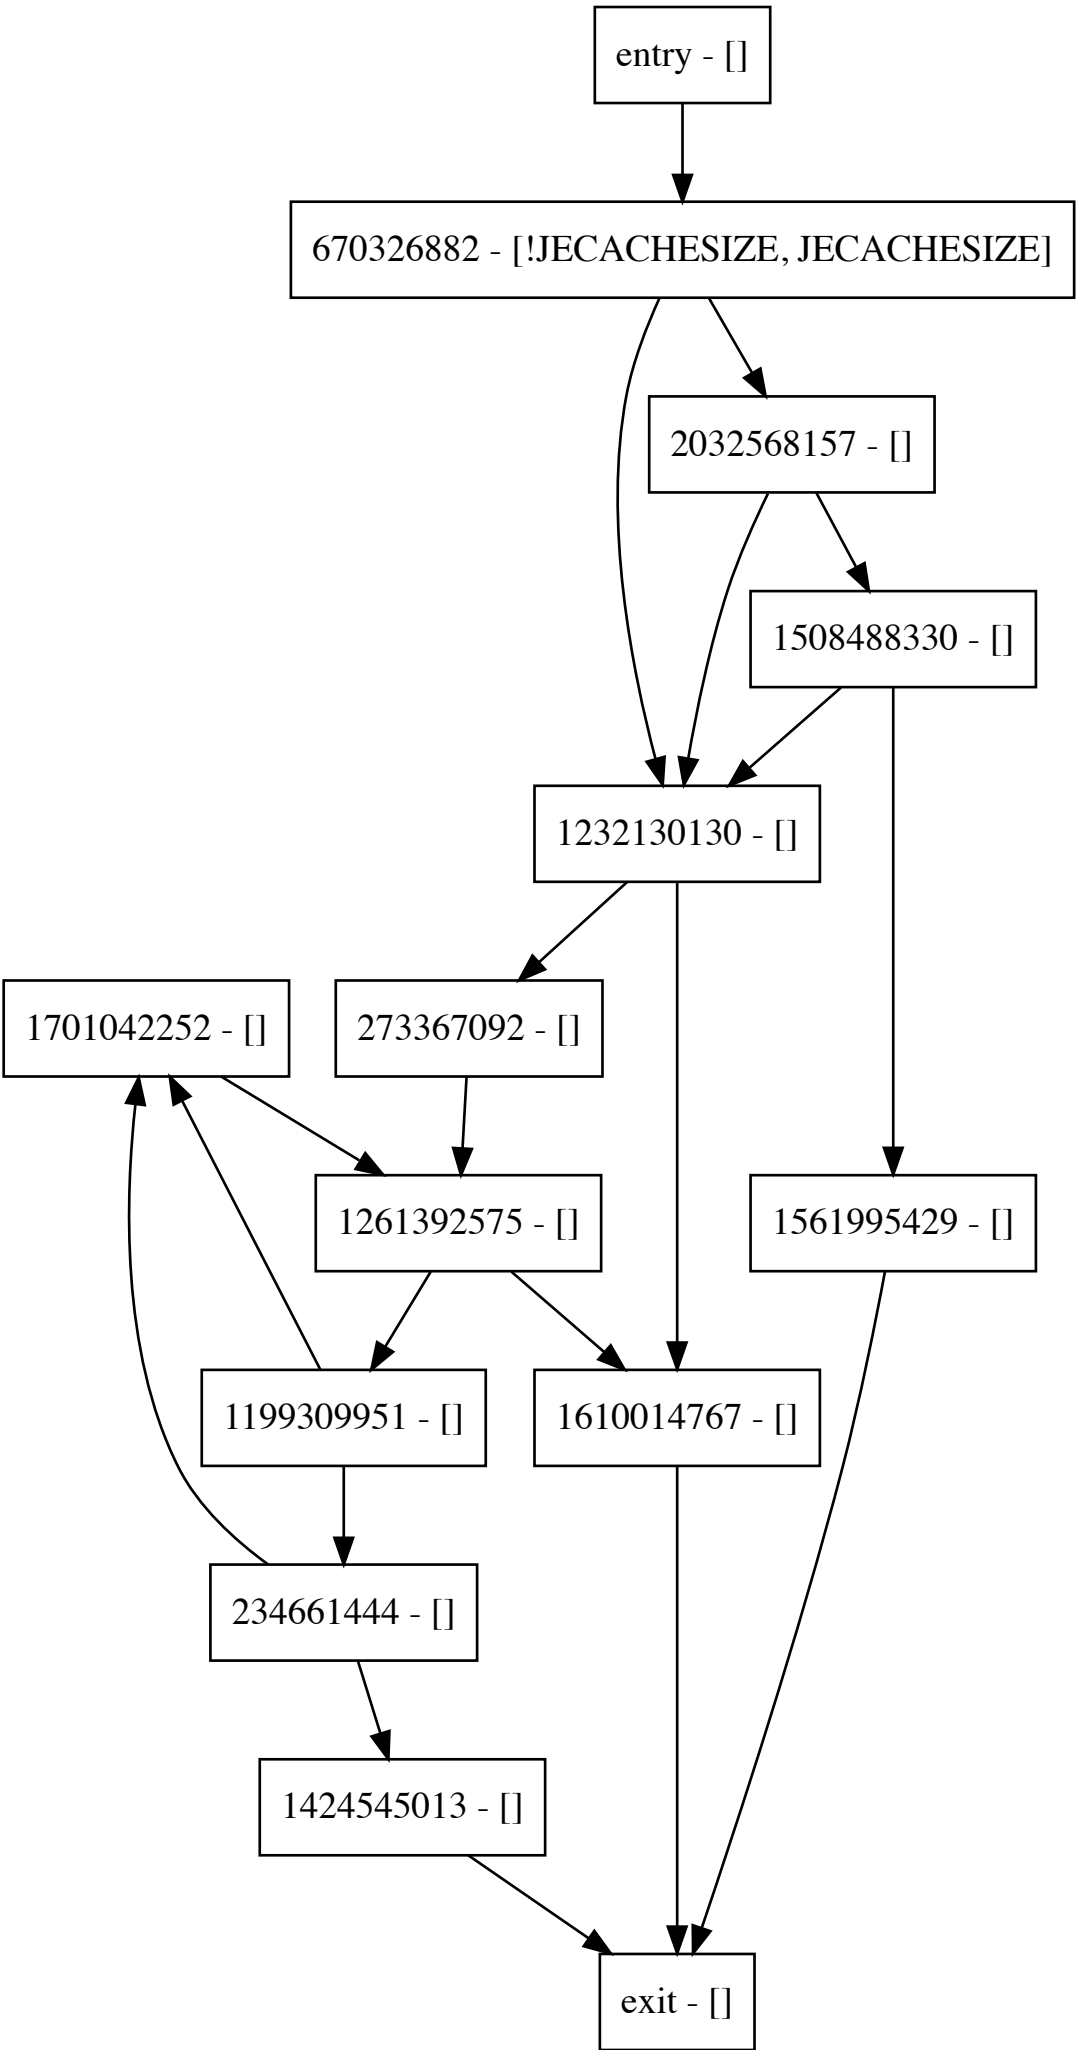 entry - []
670326882 - [!JECACHESIZE, JECACHESIZE]
2032568157 - []
1508488330 - []
1232130130 - []
1701042252 - []
273367092 - []
1261392575 - []
1561995429 - []
1199309951 - []
1610014767 - []
234661444 - []
1424545013 - []
exit - []